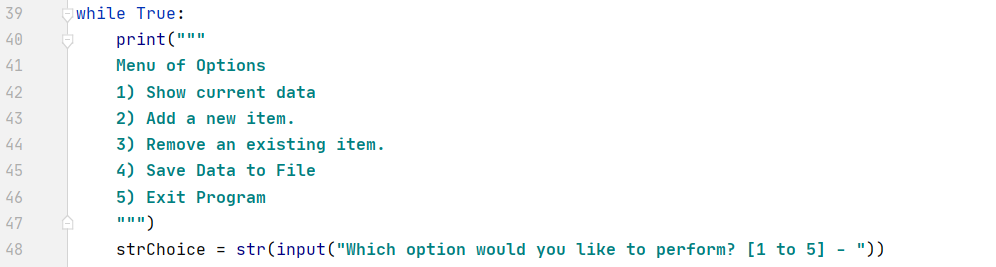 39 while True:
40 print("""
41 Menu of Options
42 1) Show current data
43 2) Add a new item.
44 3) Remove an existing item.
45 4) Save Data to File
46 5) Exit Program
47 """)
48 strChoice = str(input("Which option would you like to perform? [1 to 5] - "))